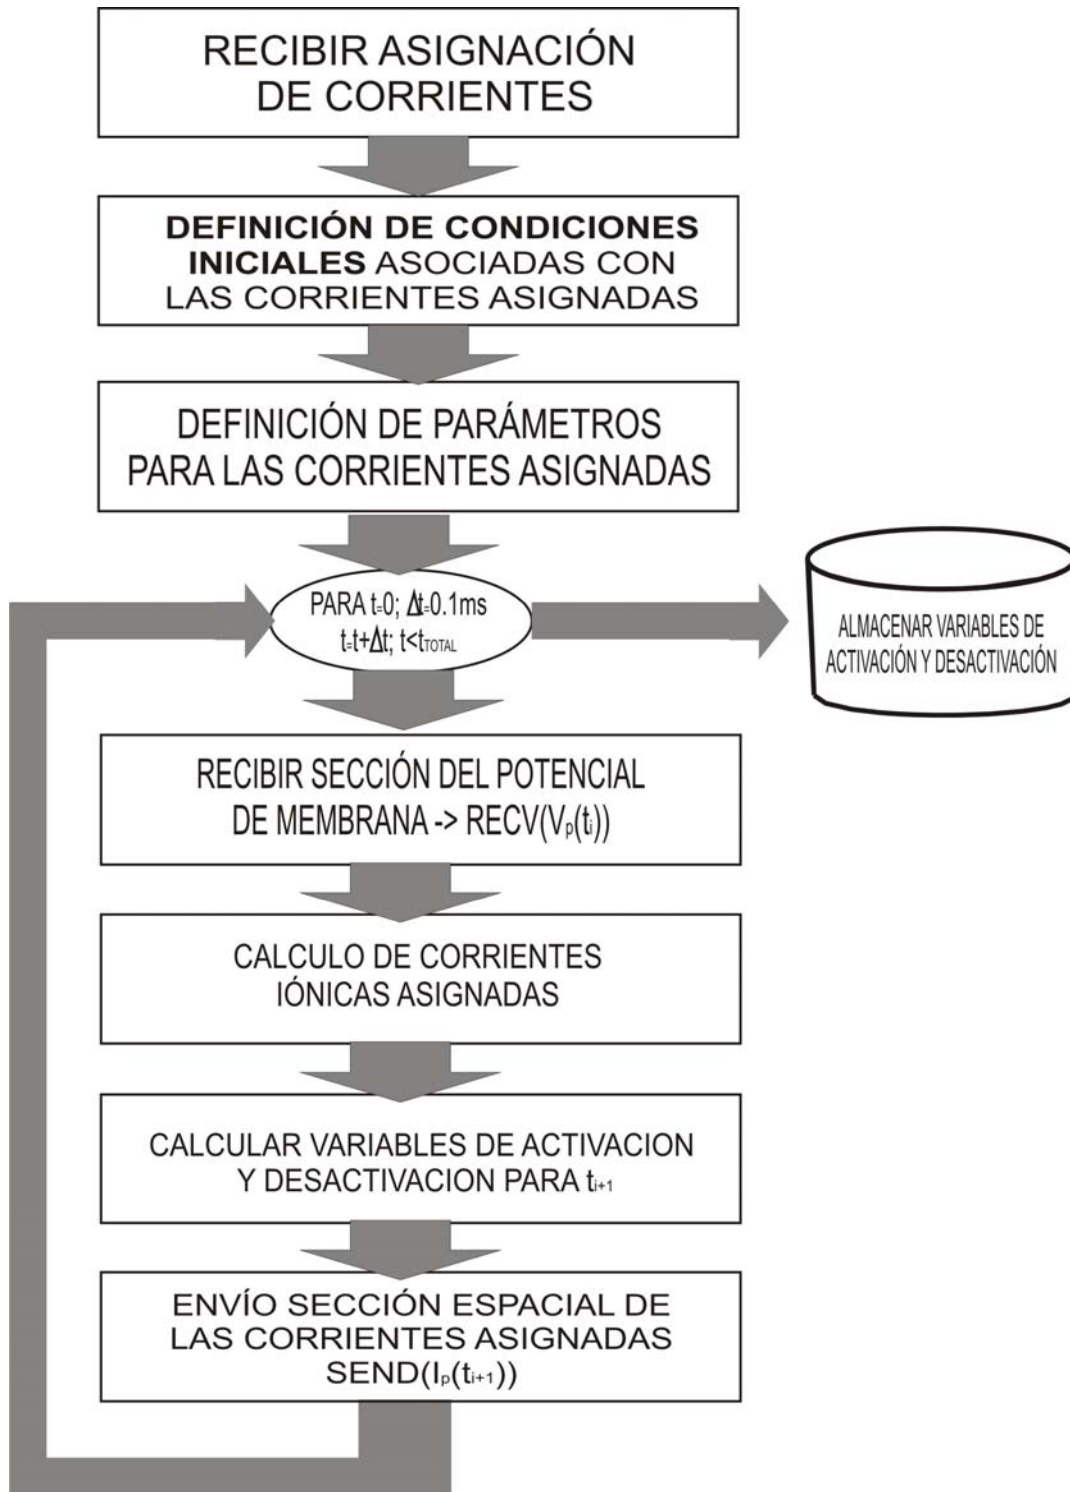 RECIBIR ASIGNACIÓN
DE CORRIENTES
DEFINICIÓN DE CONDICIONES
INICIALES ASOCIADAS CON
LAS CORRIENTES ASIGNADAS
DEFINICIÓN DE PARÁMETROS
PARA LAS CORRIENTES ASIGNADAS
PARA t=0; Δt=0.1ms
t=t+Δt; t<tTOTAL
ALMACENAR VARIABLES DE
ACTIVACIÓN Y DESACTIVACIÓN
RECIBIR SECCIÓN DEL POTENCIAL
DE MEMBRANA -> RECV(Vp(ti))
CALCULO DE CORRIENTES
IÓNICAS ASIGNADAS
CALCULAR VARIABLES DE ACTIVACION
Y DESACTIVACION PARA ti+1
ENVÍO SECCIÓN ESPACIAL DE
LAS CORRIENTES ASIGNADAS
SEND(Ip(ti+1))